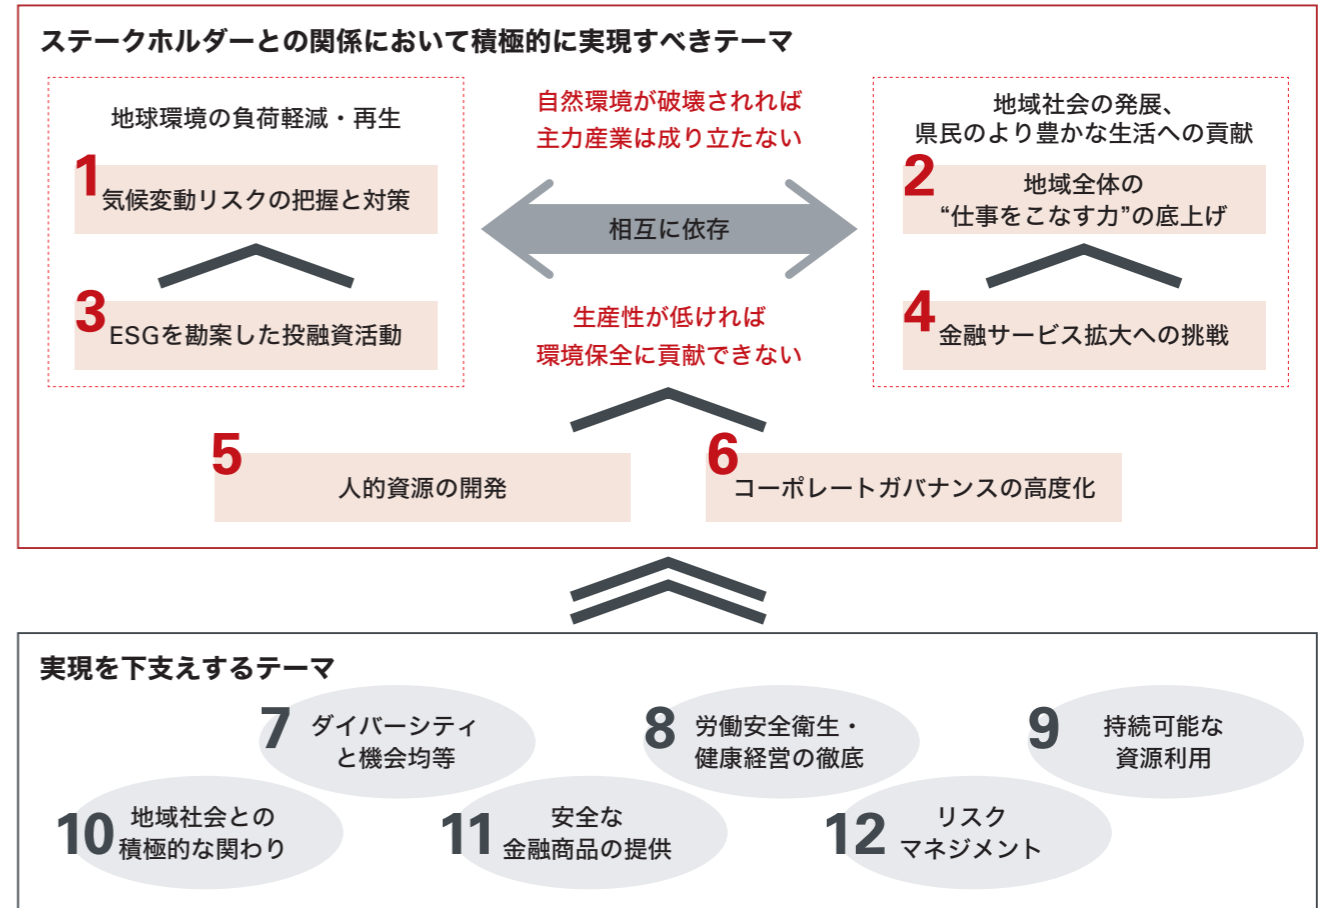 ステークホルダーとの関係において積極的に実現すべきテーマ
地球環境の負荷軽減・再生
1
気候変動リスクの把握と対策
3
ESGを勘案した投融資活動
自然環境が破壊されれば
主力産業は成り立たない
相互に依存
生産性が低ければ
環境保全に貢献できない
地域社会の発展、
県民のより豊かな生活への貢献
2
地域全体の
“仕事をこなす力”の底上げ
4
金融サービス拡大への挑戦
5
人的資源の開発
6
コーポレートガバナンスの高度化
実現を下支えするテーマ
7
ダイバーシティ
と機会均等
8
労働安全衛生・
健康経営の徹底
9
持続可能な
資源利用
10
地域社会との
積極的な関わり
11
安全な
金融商品の提供
12
リスク
マネジメント